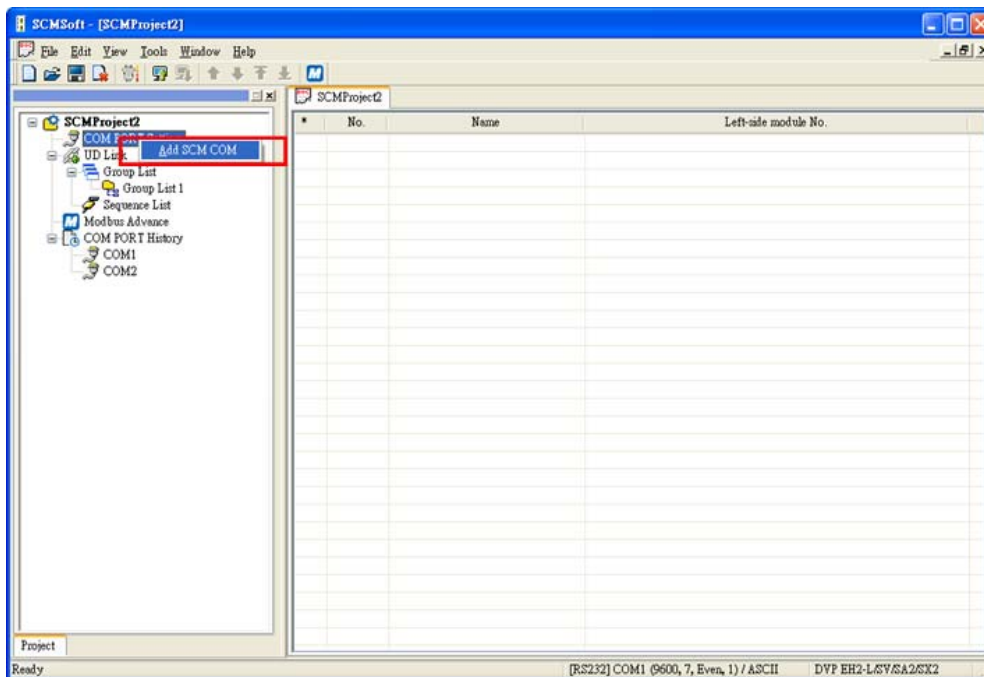 SCMSoft - [SCMProject2]
File Edit View Tools Window Help
SCMProject2
COM PORT
Add SCM COM
UD Link
Group List
Group List 1
Sequence List
Modbus Advance
COM PORT History
COM1
COM2
Project
SCMProject2
* No. Name Left-side module No.
Ready [RS232] COM1 (9600, 7, Even, 1) / ASCII DVP EH2-L/SV/SA2/SX2